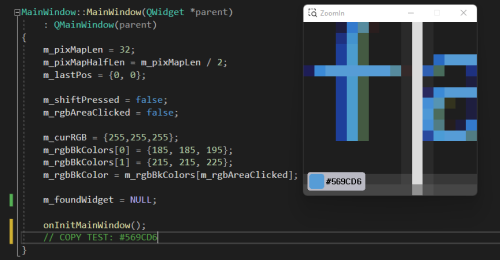 MainWindow::MainWindow(QWidget *parent)
: QMainWindow(parent)
{
m_pixMapLen = 32;
m_pixMapHalfLen = m_pixMapLen / 2;
m_lastPos = {0, 0};
m_shiftPressed = false;
m_rgbAreaClicked = false;
m_curRGB = {255,255,255};
m_rgbBkColors[0] = {185, 185, 195};
m_rgbBkColors[1] = {215, 215, 225};
m_rgbBkColor = m_rgbBkColors[m_rgbAreaClicked];
m_foundWidget = NULL;
onInitMainWindow();
// COPY TEST: #569CD6
}
ZoomIn
#569CD6